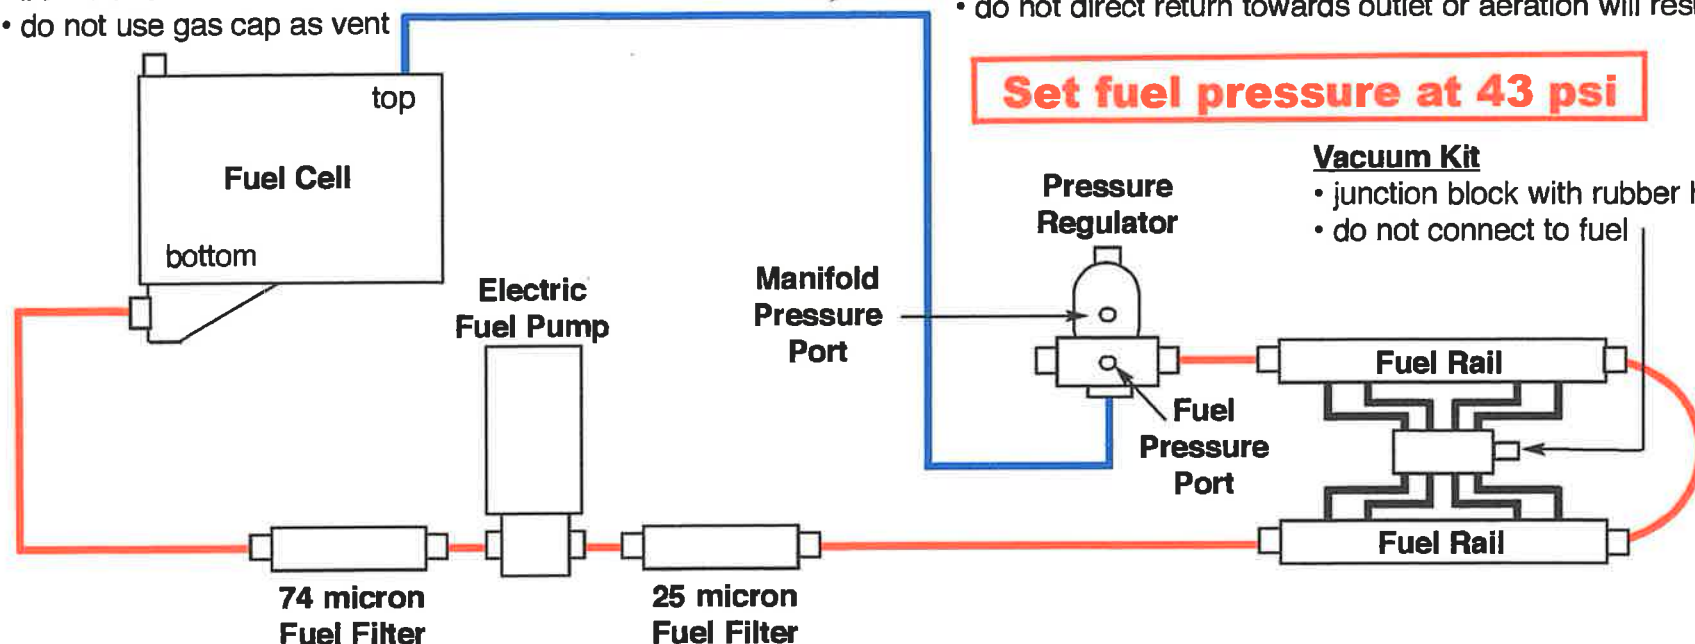 • do not use gas cap as vent
• do not direct return towards outlet or aeration will
Set fuel pressure at 43 psi
top
Fuel Cell
bottom
Vacuum Kit
• junction block with rubber
• do not connect to fuel
Pressure
Regulator
Manifold
Pressure
Port
Electric
Fuel Pump
Fuel Rail
Fuel
Pressure
Port
Fuel Rail
74 micron
Fuel Filter
25 micron
Fuel Filter